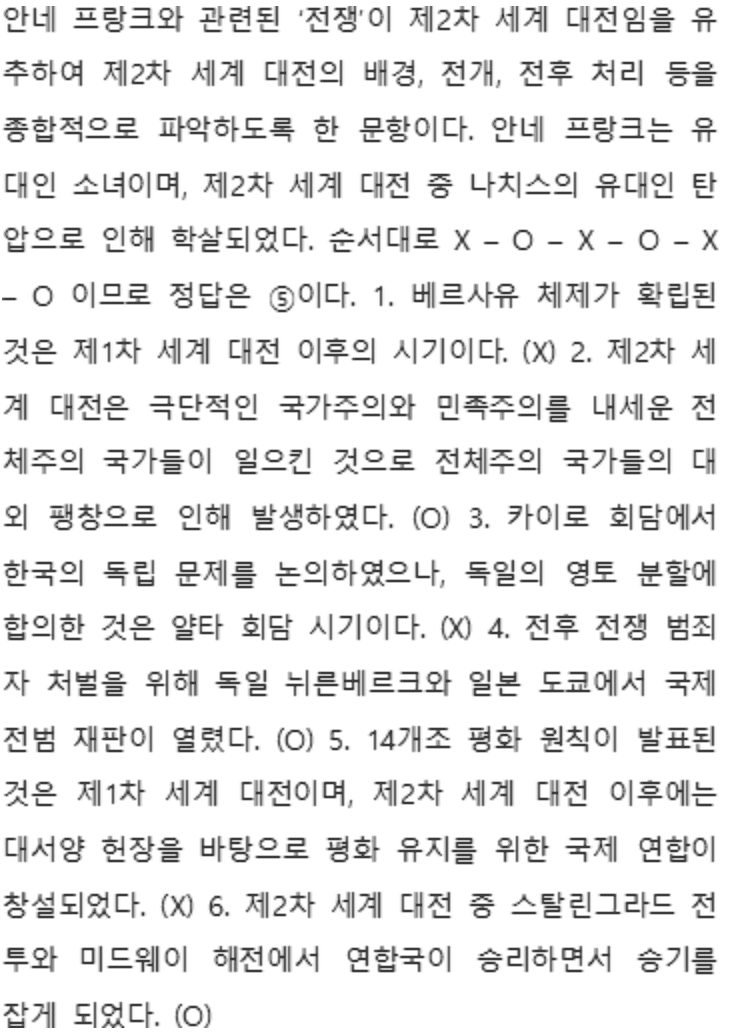 안네 프랑크와 관련된 ‘전쟁’이 제2차 세계 대전임을 유
추하여 제2차 세계 대전의 배경, 전개, 전후 처리 등을
종합적으로 파악하도록 한 문항이다. 안네 프랑크는 유
대인 소녀이며, 제2차 세계 대전 중 나치스의 유대인 탄
압으로 인해 학살되었다. 순서대로 X – O – X – O – X
– O 이므로 정답은 ⑤이다. 1. 베르사유 체제가 확립된
것은 제1차 세계 대전 이후의 시기이다. (X) 2. 제2차 세
계 대전은 극단적인 국가주의와 민족주의를 내세운 전
체주의 국가들이 일으킨 것으로 전체주의 국가들의 대
외 팽창으로 인해 발생하였다. (O) 3. 카이로 회담에서
한국의 독립 문제를 논의하였으나, 독일의 영토 분할에
합의한 것은 얄타 회담 시기이다. (X) 4. 전후 전쟁 범죄
자 처벌을 위해 독일 뉘른베르크와 일본 도쿄에서 국제
전범 재판이 열렸다. (O) 5. 14개조 평화 원칙이 발표된
것은 제1차 세계 대전이며, 제2차 세계 대전 이후에는
대서양 헌장을 바탕으로 평화 유지를 위한 국제 연합이
창설되었다. (X) 6. 제2차 세계 대전 중 스탈린그라드 전
투와 미드웨이 해전에서 연합국이 승리하면서 승기를
잡게 되었다. (O)